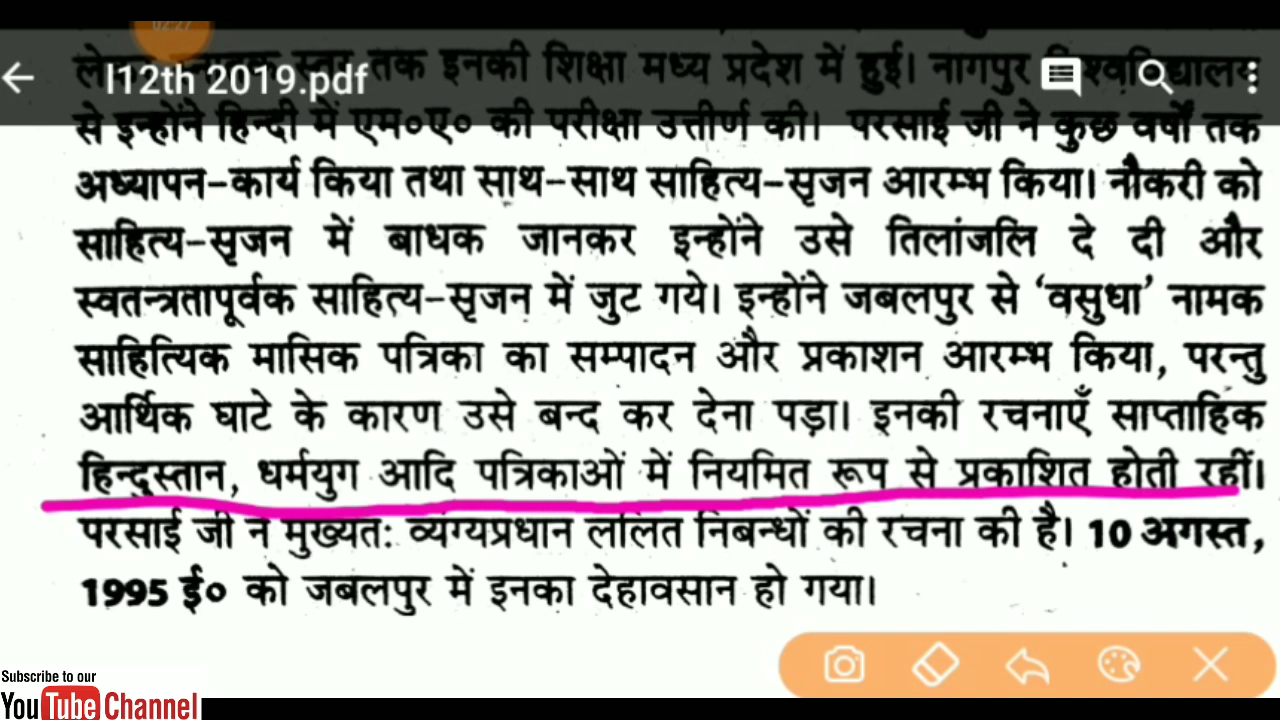 02:27
l12th 2019.pdf
तक इनकी शिक्षा मध्य प्रदेश में हुई। नागपुर
से इन्होंने हिन्दी में एम०ए० की परीक्षा उत्तीर्ण की। परसाई जी ने कुछ वर्षों तक
अध्यापन-कार्य किया तथा साथ-साथ साहित्य-सृजन आरम्भ किया। नौकरी को
साहित्य-सृजन में बाधक जानकर इन्होंने उसे तिलांजलि दे दी और
स्वतन्त्रतापूर्वक साहित्य-सृजन में जुट गये। इन्होंने जबलपुर से ‘वसुधा’ नामक
साहित्यिक मासिक पत्रिका का सम्पादन और प्रकाशन आरम्भ किया, परन्तु
आर्थिक घाटे के कारण उसे बन्द कर देना पड़ा। इनकी रचनाएँ साप्ताहिक
हिन्दुस्तान, धर्मयुग आदि पत्रिकाओं में नियमित रूप से प्रकाशित होती रहीं।
परसाई जी ने मुख्यत: व्यंग्यप्रधान ललित निबन्धों की रचना की है। 10 अगस्त,
1995 ई० को जबलपुर में इनका देहावसान हो गया।
Subscribe to our
YouTube Channel